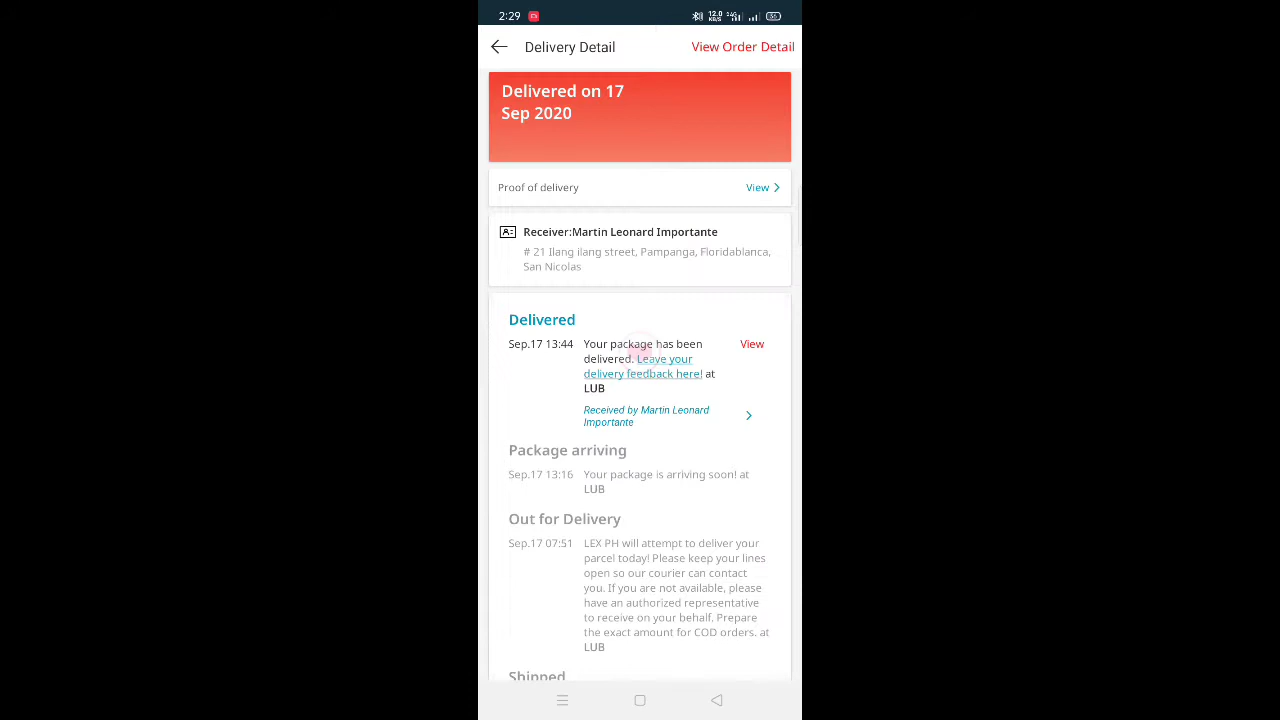 2:29
12.0
KB/S
4G
56
Delivery Detail
View Order Detail
Delivered on 17
Sep 2020
Proof of delivery
View
Receiver:Martin Leonard Importante
# 21 Ilang ilang street, Pampanga, Floridablanca,
San Nicolas
Delivered
Sep.17 13:44
Your package has been
View
delivered. Leave your
delivery feedback here! at
LUB
Received by Martin Leonard
Importante
Package arriving
Sep.17 13:16
Your package is arriving soon! at
LUB
Out for Delivery
Sep.17 07:51
LEX PH will attempt to deliver your
parcel today! Please keep your lines
open so our courier can contact
you. If you are not available, please
have an authorized representative
to receive on your behalf. Prepare
the exact amount for COD orders. at
LUB
Shipped